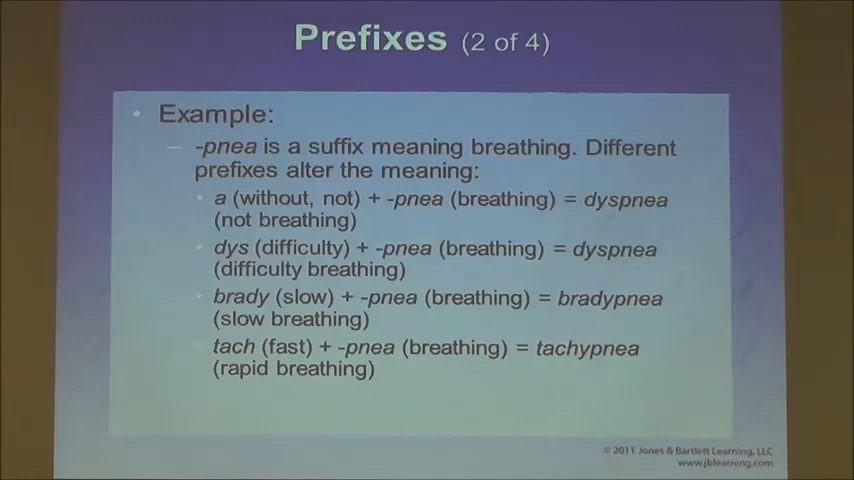 Prefixes (2 of 4)
• Example:
– -pnea is a suffix meaning breathing. Different
prefixes alter the meaning:
• a (without, not) + -pnea (breathing) = dyspnea
(not breathing)
• dys (difficulty) + -pnea (breathing) = dyspnea
(difficulty breathing)
• brady (slow) + -pnea (breathing) = bradypnea
(slow breathing)
• tach (fast) + -pnea (breathing) = tachypnea
(rapid breathing)
© 2011 Jones & Bartlett Learning, LLC
www.jblearning.com